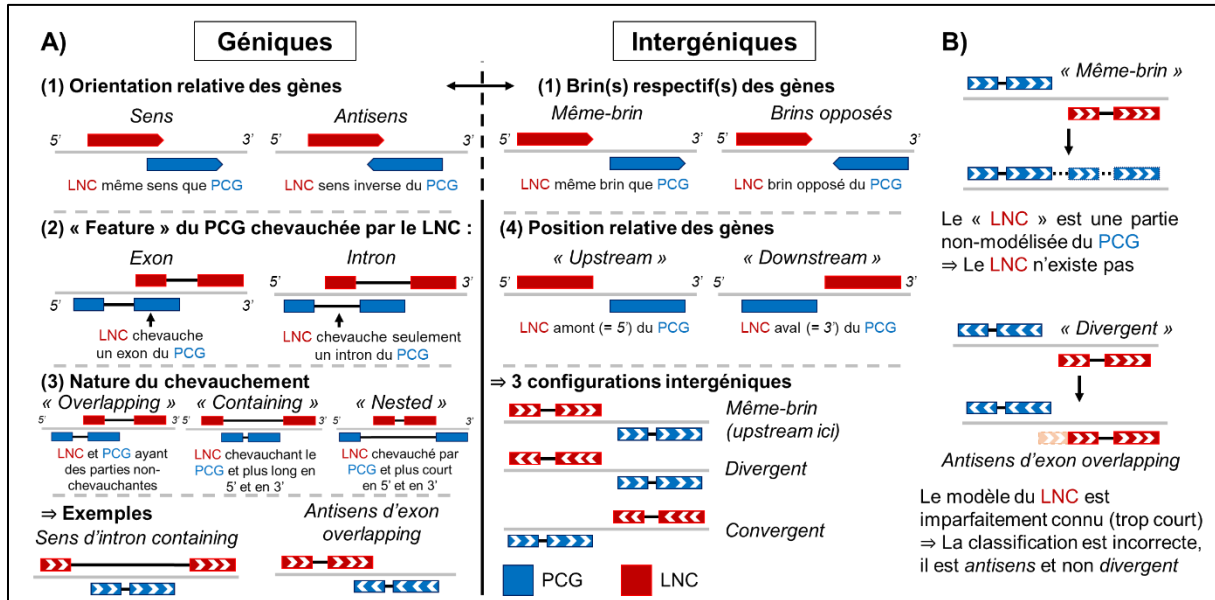 A)
Géniques
(1) Orientation relative des gènes
Sens
Antisens
5’
3’
5’
3’
LNC même sens que PCG
LNC sens inverse du PCG
(2) « Feature » du PCG chevauchée par le LNC :
Exon
Intron
5’
3’
5’
3’
LNC chevauche
un exon du PCG
LNC chevauche seulement
un intron du PCG
(3) Nature du chevauchement
« Overlapping »
« Containing »
« Nested »
5’
3’
5’
3’
5’
3’
LNC et PCG ayant
des parties non-
chevauchantes
LNC chevauchant le
PCG et plus long en
5’ et en 3’
LNC chevauché par
PCG et plus court
en 5’ et en 3’
⇒ Exemples
Sens d’intron containing
Antisens d’exon
overlapping
Intergéniques
(1) Brin(s) respectif(s) des gènes
Même-brin
Brins opposés
5’
3’
5’
3’
LNC même brin que PCG
LNC brin opposé du PCG
(4) Position relative des gènes
« Upstream »
« Downstream »
5’
3’
5’
3’
LNC amont (= 5’) du PCG
LNC aval (= 3’) du PCG
⇒ 3 configurations intergéniques
Même-brin
(upstream ici)
Divergent
Convergent
PCG
LNC
B)
« Même-brin »
Le « LNC » est une partie
non-modélisée du PCG
⇒ Le LNC n’existe pas
« Divergent »
Antisens d’exon overlapping
Le modèle du LNC est
imparfaitement connu (trop court)
⇒ La classification est incorrecte,
il est antisens et non divergent